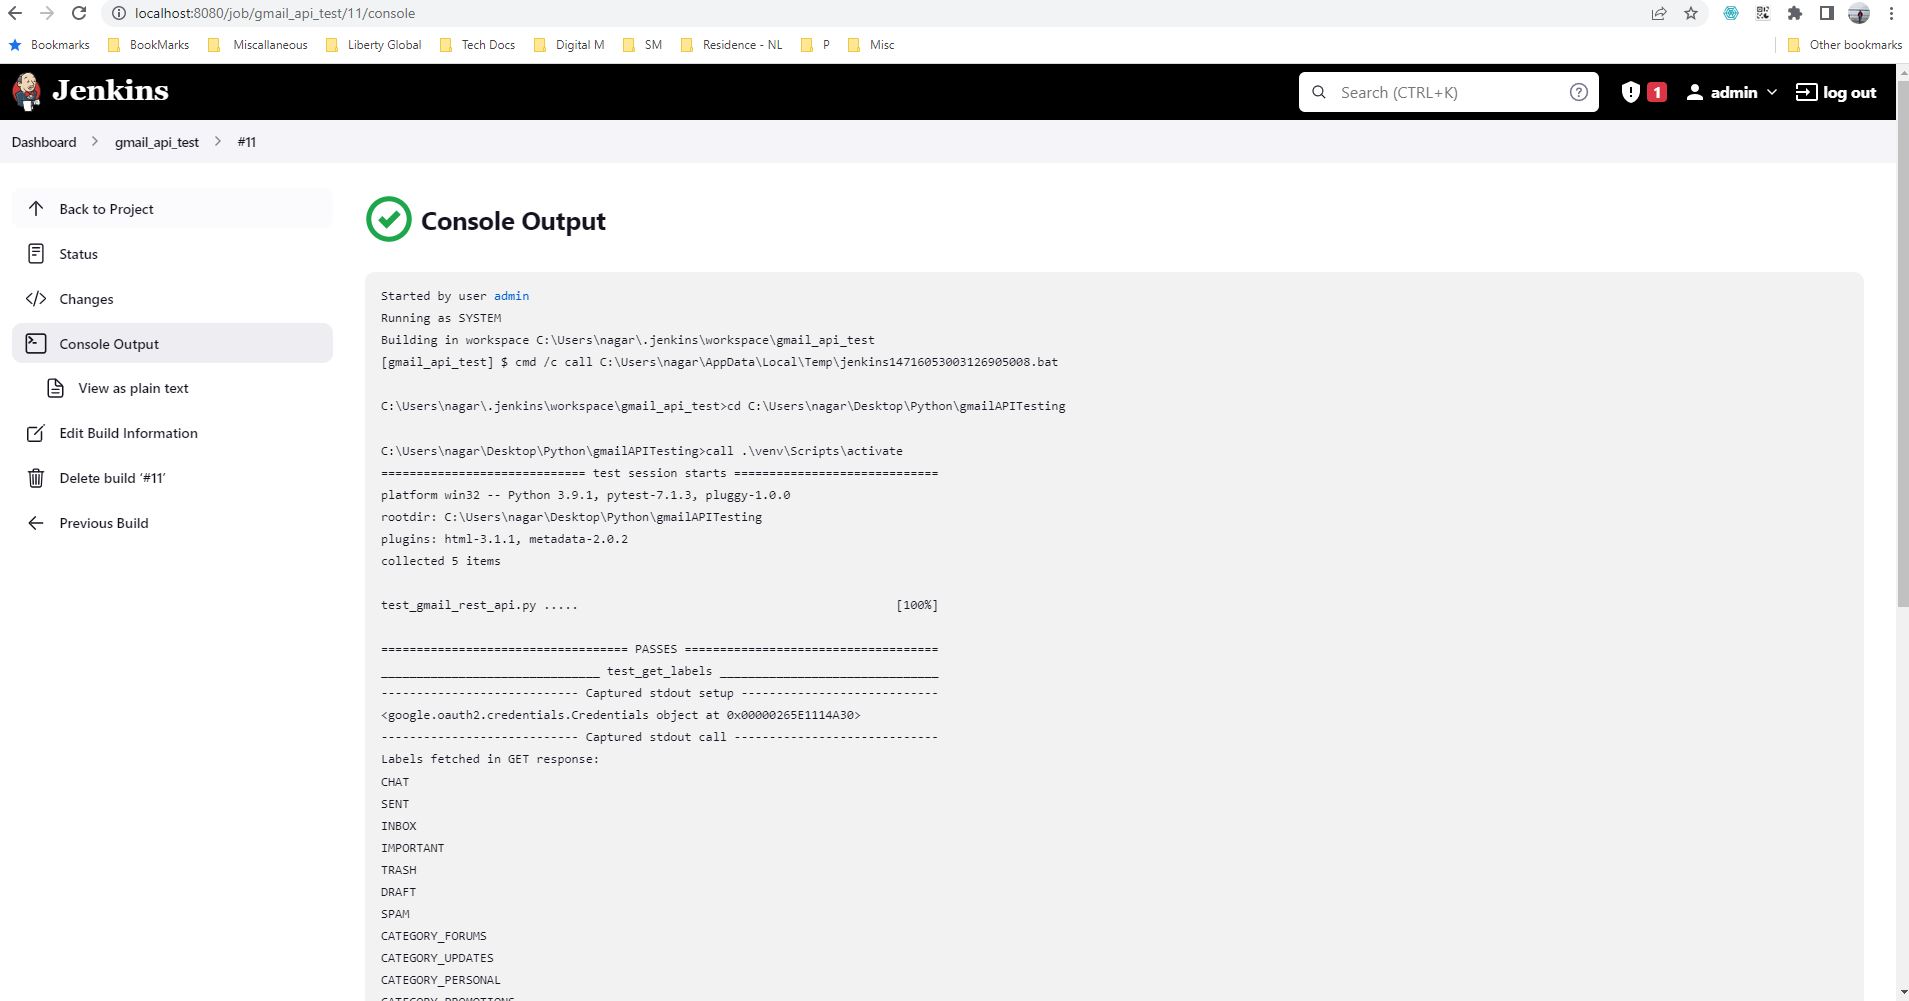 localhost:8080/job/gmail_api_test/11/console
Bookmarks BookMarks Miscallaneous Liberty Global Tech Docs Digital M SM Residence - NL P Misc Other bookmarks
Jenkins Search (CTRL+K) ? 1 admin log out
Dashboard > gmail_api_test > #11
Back to Project
Status
Changes
Console Output
View as plain text
Edit Build Information
Delete build ‘#11’
Previous Build
Console Output
Started by user admin
Running as SYSTEM
Building in workspace C:\Users\nagar\.jenkins\workspace\gmail_api_test
[gmail_api_test] $ cmd /c call C:\Users\nagar\AppData\Local\Temp\jenkins14716053003126905008.bat
C:\Users\nagar\.jenkins\workspace\gmail_api_test>cd C:\Users\nagar\Desktop\Python\gmailAPITesting
C:\Users\nagar\Desktop\Python\gmailAPITesting>call .\venv\Scripts\activate
============================= test session starts =============================
platform win32 -- Python 3.9.1, pytest-7.1.3, pluggy-1.0.0
rootdir: C:\Users\nagar\Desktop\Python\gmailAPITesting
plugins: html-3.1.1, metadata-2.0.2
collected 5 items
test_gmail_rest_api.py ..... [100%]
=================================== PASSES ====================================
_______________________________ test_get_labels _______________________________
---------------------------- Captured stdout setup ----------------------------
<google.oauth2.credentials.Credentials object at 0x00000265E1114A30>
---------------------------- Captured stdout call -----------------------------
Labels fetched in GET response:
CHAT
SENT
INBOX
IMPORTANT
TRASH
DRAFT
SPAM
CATEGORY_FORUMS
CATEGORY_UPDATES
CATEGORY_PERSONAL
CATEGORY_PROMOTIONS